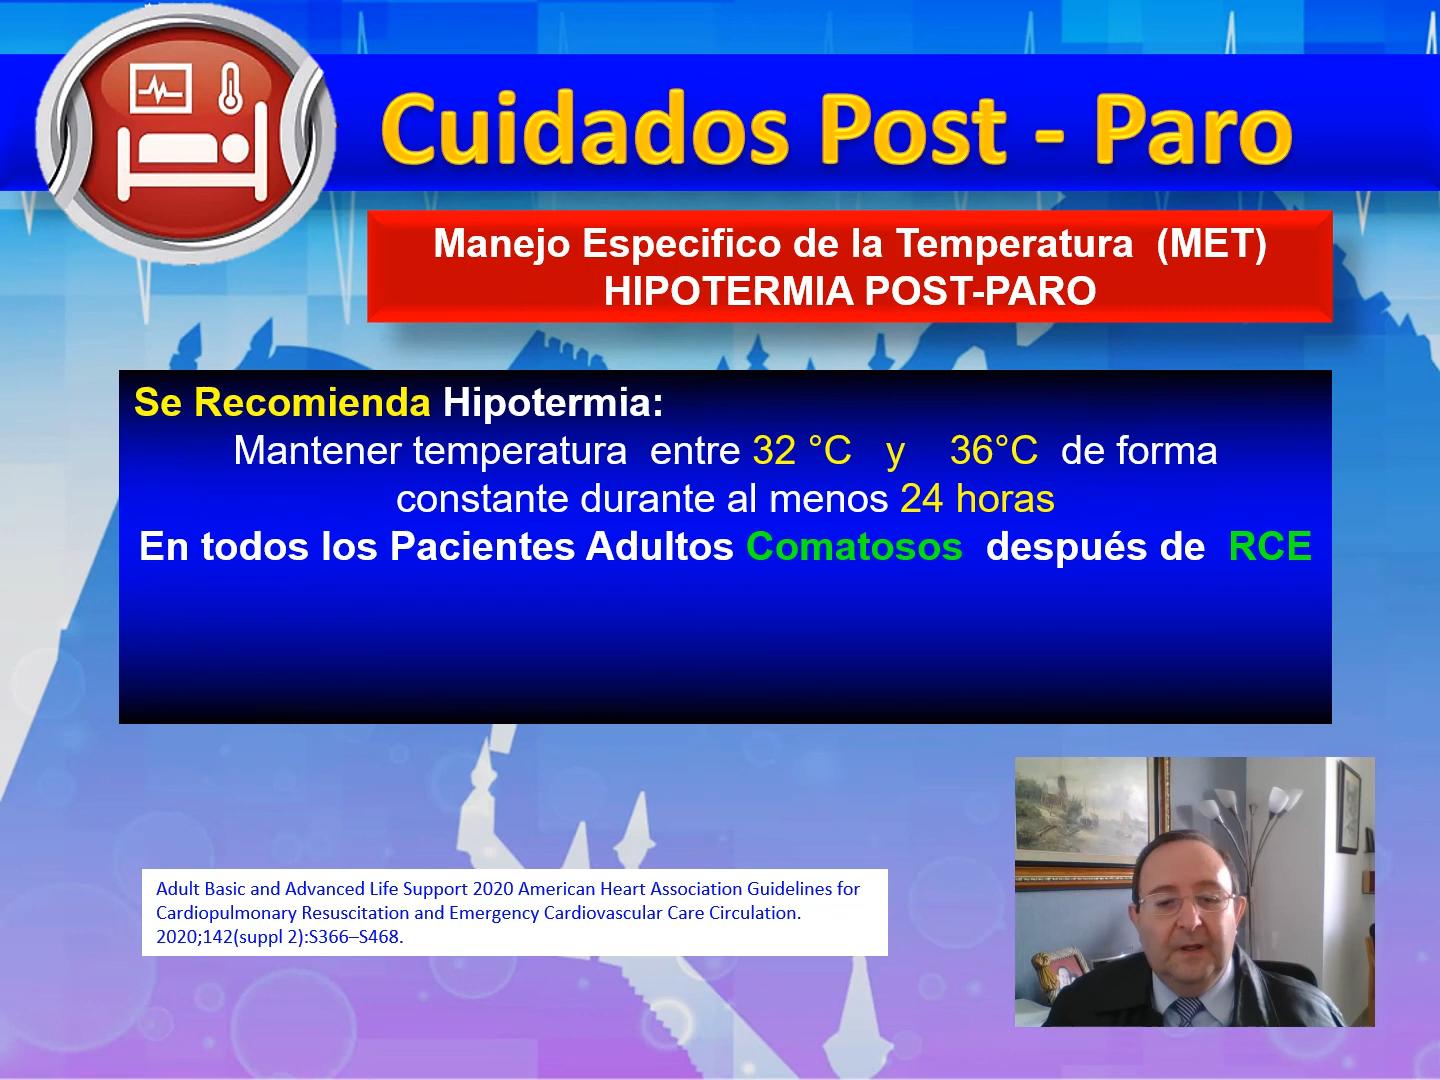 Cuidados Post - Paro
Manejo Especifico de la Temperatura (MET)
HIPOTERMIA POST-PARO
Se Recomienda Hipotermia:
Mantener temperatura entre 32 °C y 36°C de forma
constante durante al menos 24 horas
En todos los Pacientes Adultos Comatosos después de RCE
Adult Basic and Advanced Life Support 2020 American Heart Association Guidelines for
Cardiopulmonary Resuscitation and Emergency Cardiovascular Care Circulation.
2020;142(suppl 2):S366–S468.